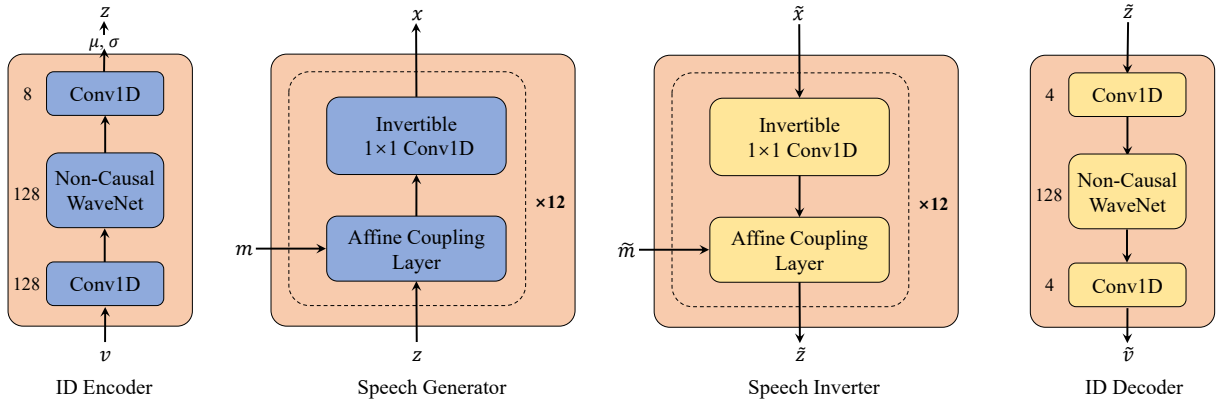 z
μ, σ
8
Conv1D
128
Non-Causal
WaveNet
128
Conv1D
v
ID Encoder
x
Invertible
1×1 Conv1D
×12
m
Affine Coupling
Layer
z
Speech Generator
x̃
Invertible
1×1 Conv1D
×12
m̃
Affine Coupling
Layer
z̃
Speech Inverter
z̃
4
Conv1D
128
Non-Causal
WaveNet
4
Conv1D
ṽ
ID Decoder